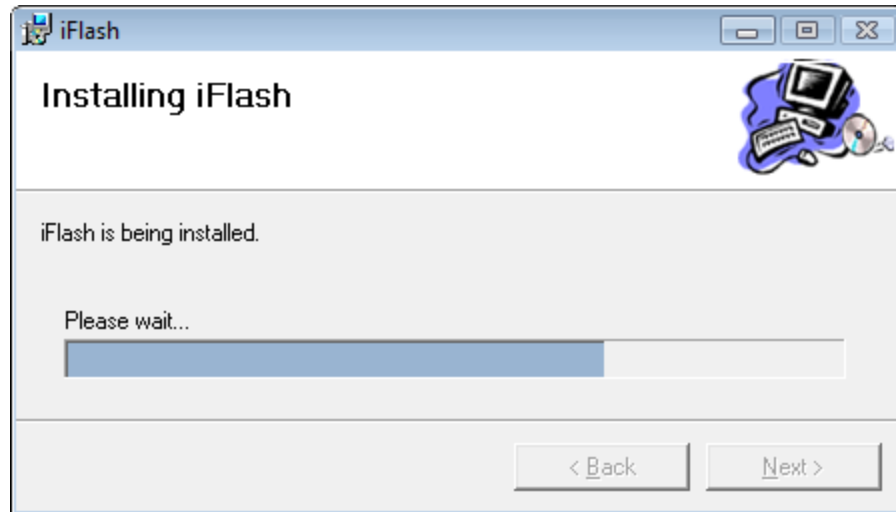 iFlash
Installing iFlash
iFlash is being installed.
Please wait...
< Back
Next >